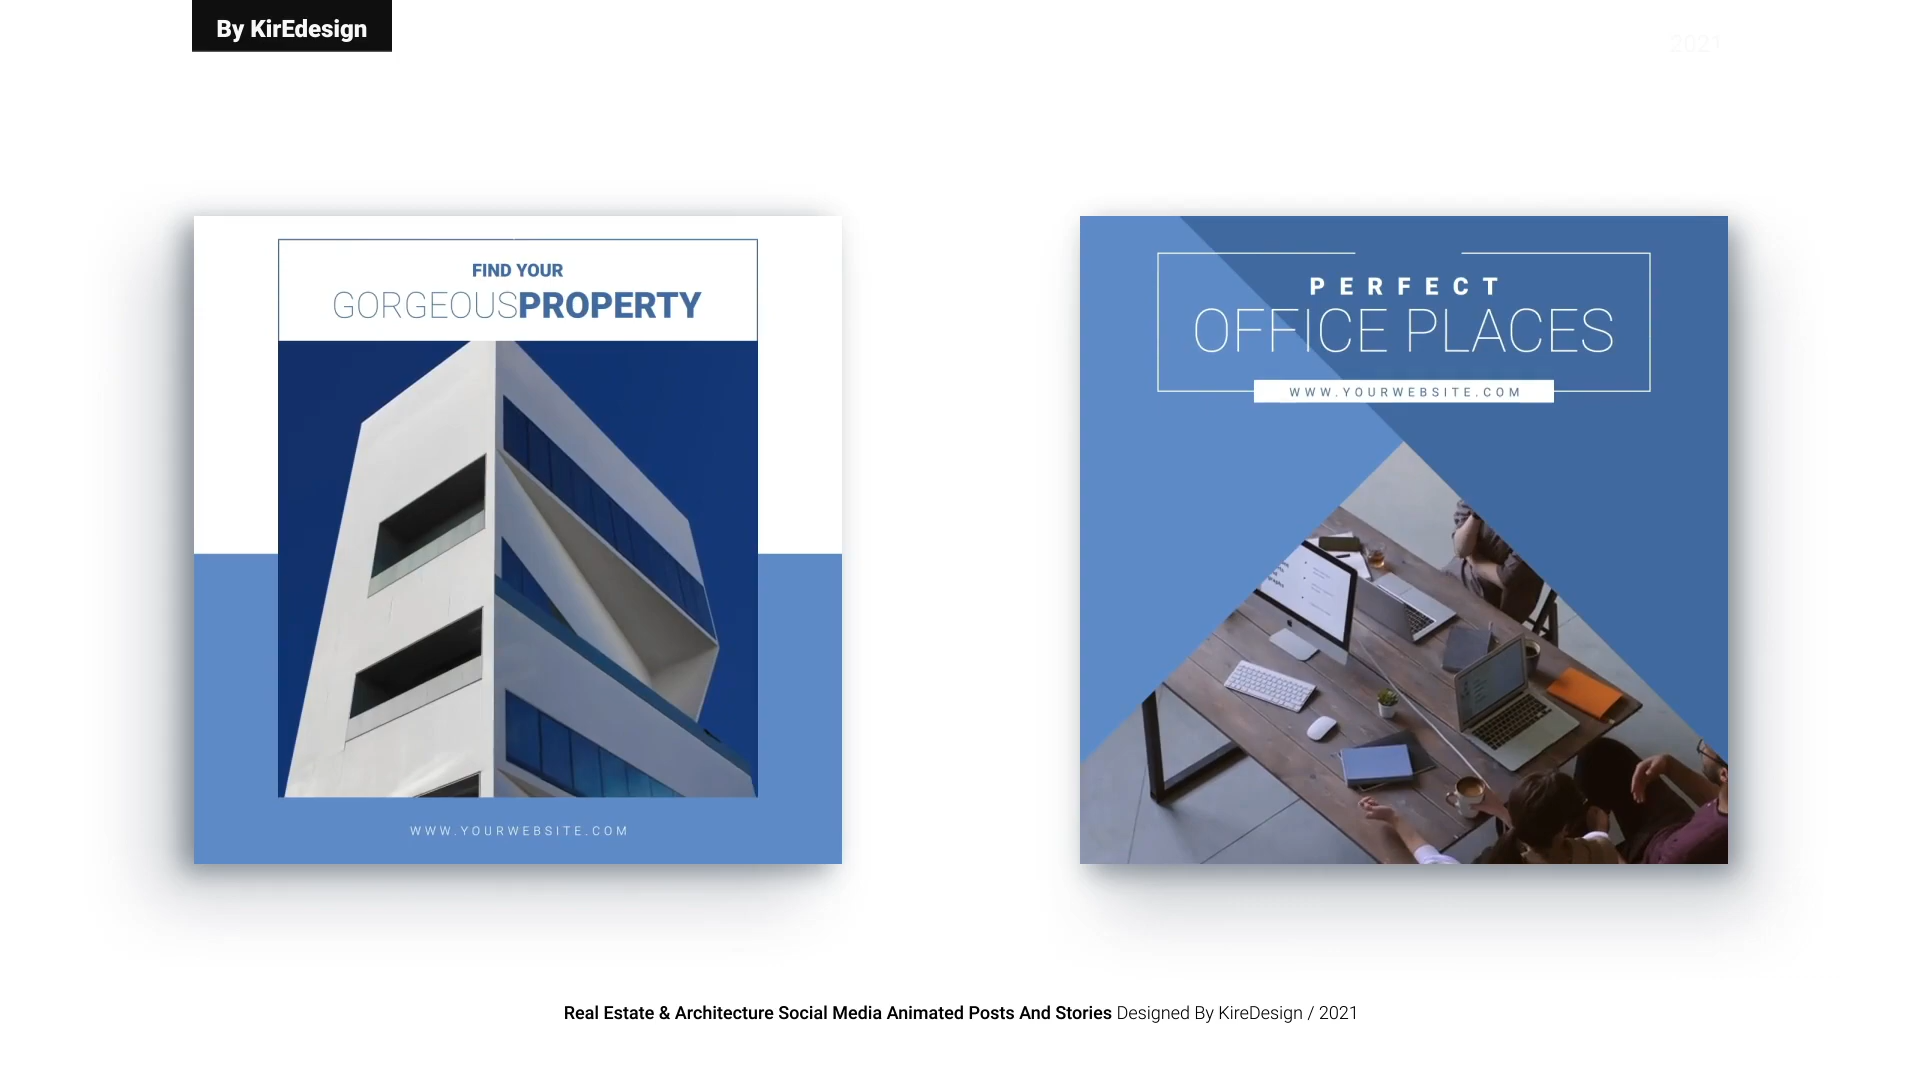 By KirEdesign
2021
FIND YOUR
GORGEOUSPROPERTY
WWW.YOURWEBSITE.COM
PERFECT
OFFICE PLACES
WWW.YOURWEBSITE.COM
Real Estate & Architecture Social Media Animated Posts And Stories Designed By KireDesign / 2021